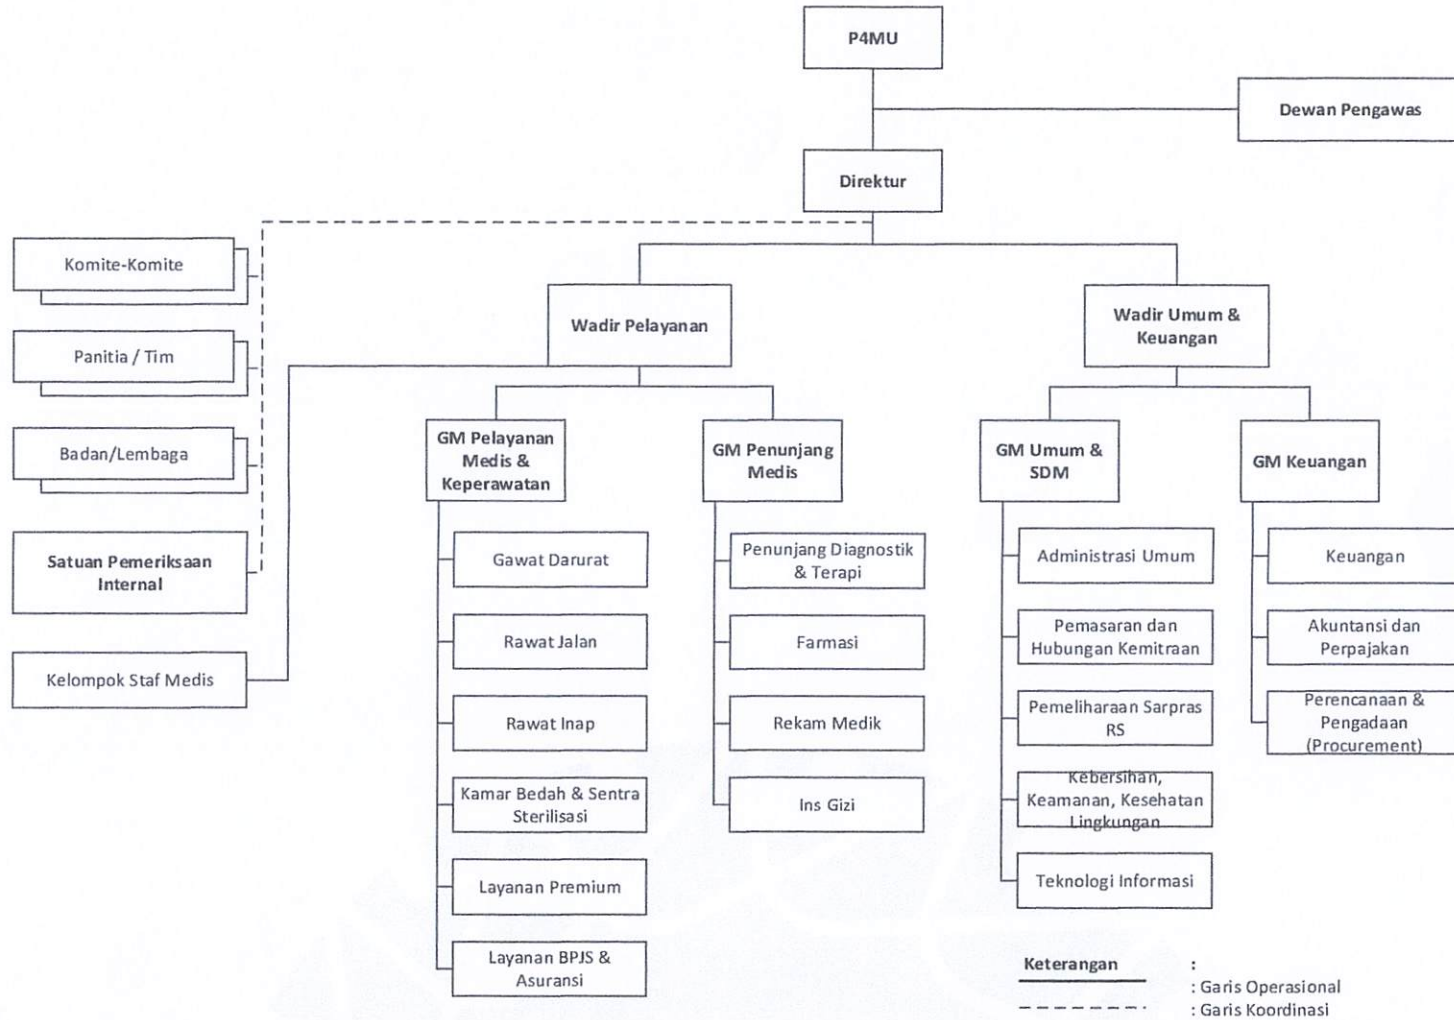 P4MU
Dewan Pengawas
Direktur
Komite-Komite
Panitia / Tim
Badan/Lembaga
Satuan Pemeriksaan
Internal
Kelompok Staf Medis
Wadir Pelayanan
Wadir Umum &
Keuangan
GM Pelayanan
Medis &
Keperawatan
GM Penunjang
Medis
GM Umum &
SDM
GM Keuangan
Gawat Darurat
Rawat Jalan
Rawat Inap
Kamar Bedah & Sentra
Sterilisasi
Layanan Premium
Layanan BPJS &
Asuransi
Penunjang Diagnostik
& Terapi
Farmasi
Rekam Medik
Ins Gizi
Administrasi Umum
Pemasaran dan
Hubungan Kemitraan
Pemeliharaan Sarpras
RS
Kebersihan,
Keamanan, Kesehatan
Lingkungan
Teknologi Informasi
Keuangan
Akuntansi dan
Perpajakan
Perencanaan &
Pengadaan
(Procurement)
Keterangan :
: Garis Operasional
: Garis Koordinasi